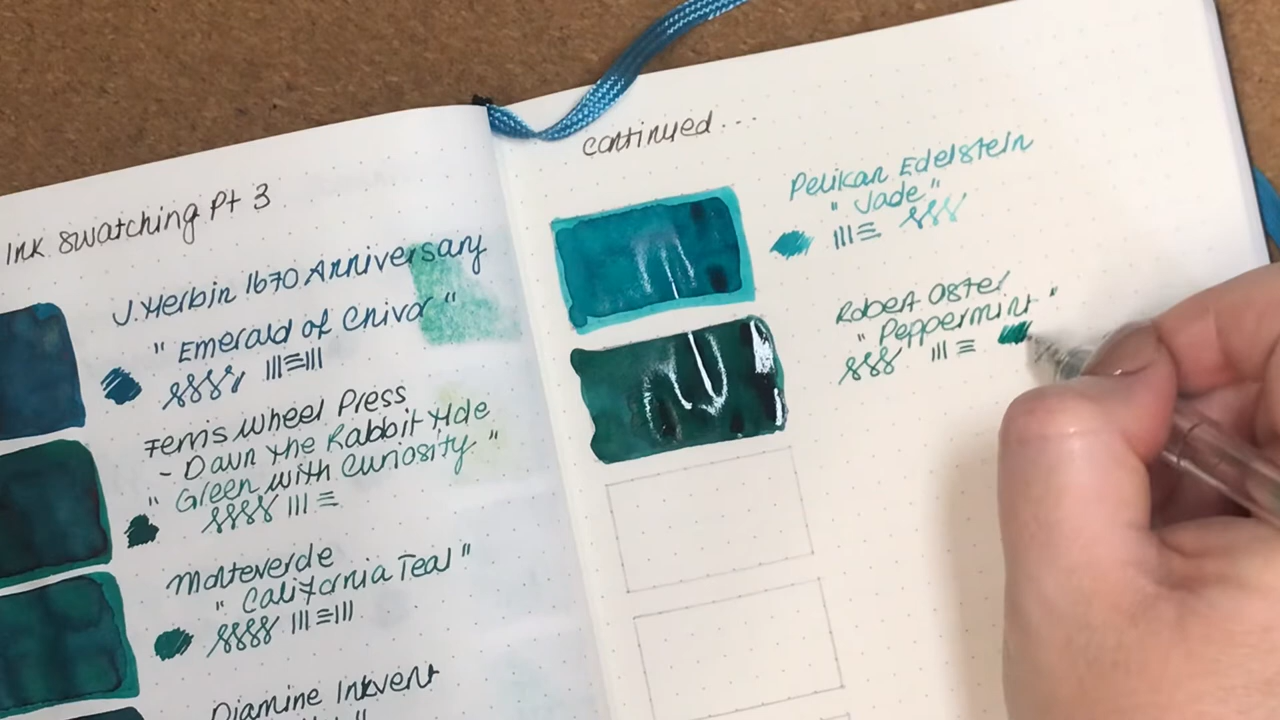 Ink swatching Pt 3
J. Herbin 1670 Anniversary
" Emerald of Chivor "
Ferris Wheel Press
- Down the Rabbit Hole
" Green with Curiosity "
Monteverde
" California Teal "
Diamine Inkvent
continued...
Pelikan Edelstein
" Jade "
Robert Oster
" Peppermint "